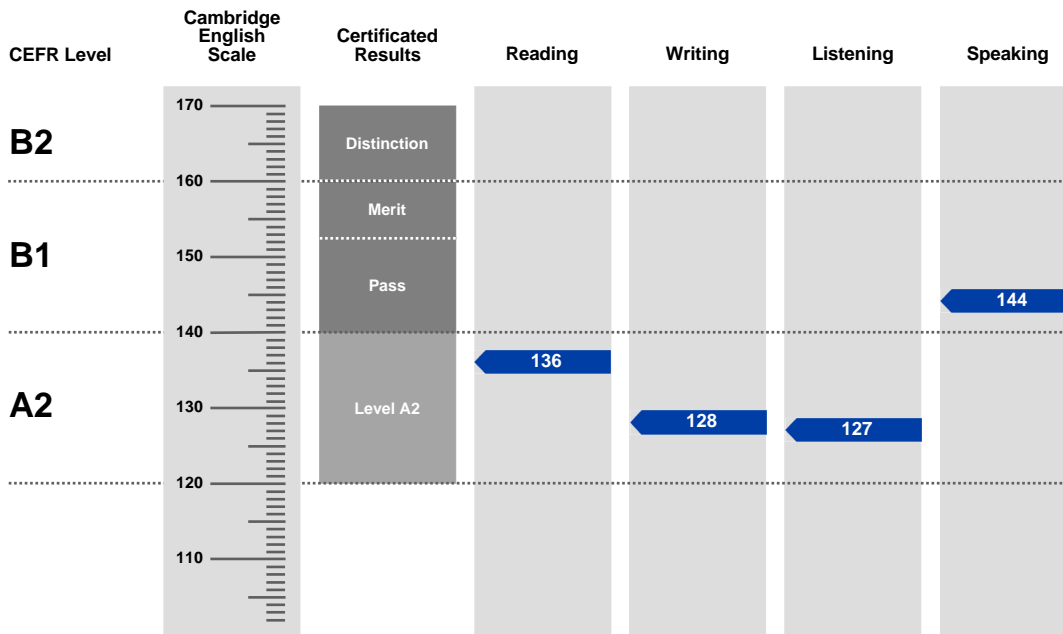 CEFR Level
Cambridge
English
Scale
Certificated
Results
Reading
Writing
Listening
Speaking
170
B2
Distinction
160
Merit
B1
150
Pass
144
140
136
A2
130
Level A2
128
127
120
110